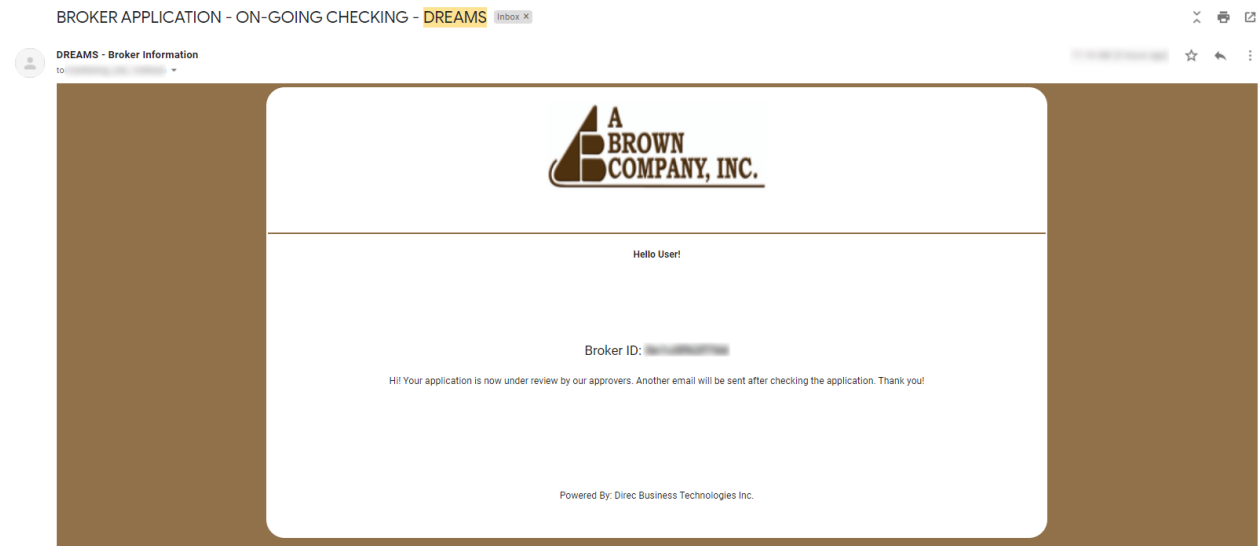 BROKER APPLICATION - ON-GOING CHECKING - DREAMS Inbox ×
DREAMS - Broker Information
to
A
BROWN
COMPANY, INC.
Hello User!
Broker ID:
Hi! Your application is now under review by our approvers. Another email will be sent after checking the application. Thank you!
Powered By: Direc Business Technologies Inc.